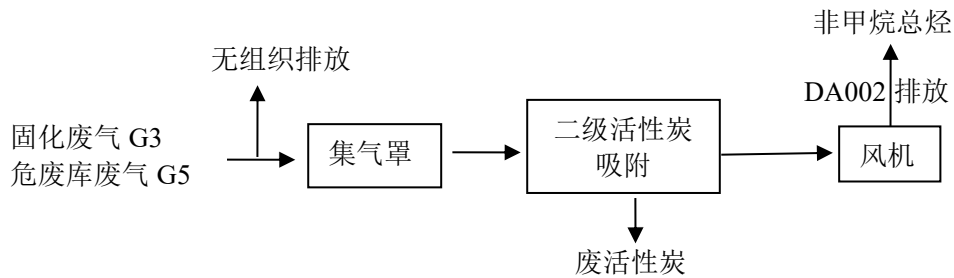 非甲烷总烃
无组织排放
DA002 排放
固化废气 G3
危废库废气 G5
集气罩
二级活性炭
吸附
风机
废活性炭